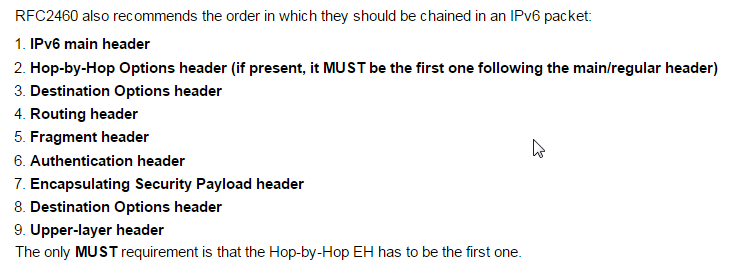 RFC2460 also recommends the order in which they should be chained in an IPv6 packet:
1. IPv6 main header
2. Hop-by-Hop Options header (if present, it MUST be the first one following the main/regular header)
3. Destination Options header
4. Routing header
5. Fragment header
6. Authentication header
7. Encapsulating Security Payload header
8. Destination Options header
9. Upper-layer header
The only MUST requirement is that the Hop-by-Hop EH has to be the first one.